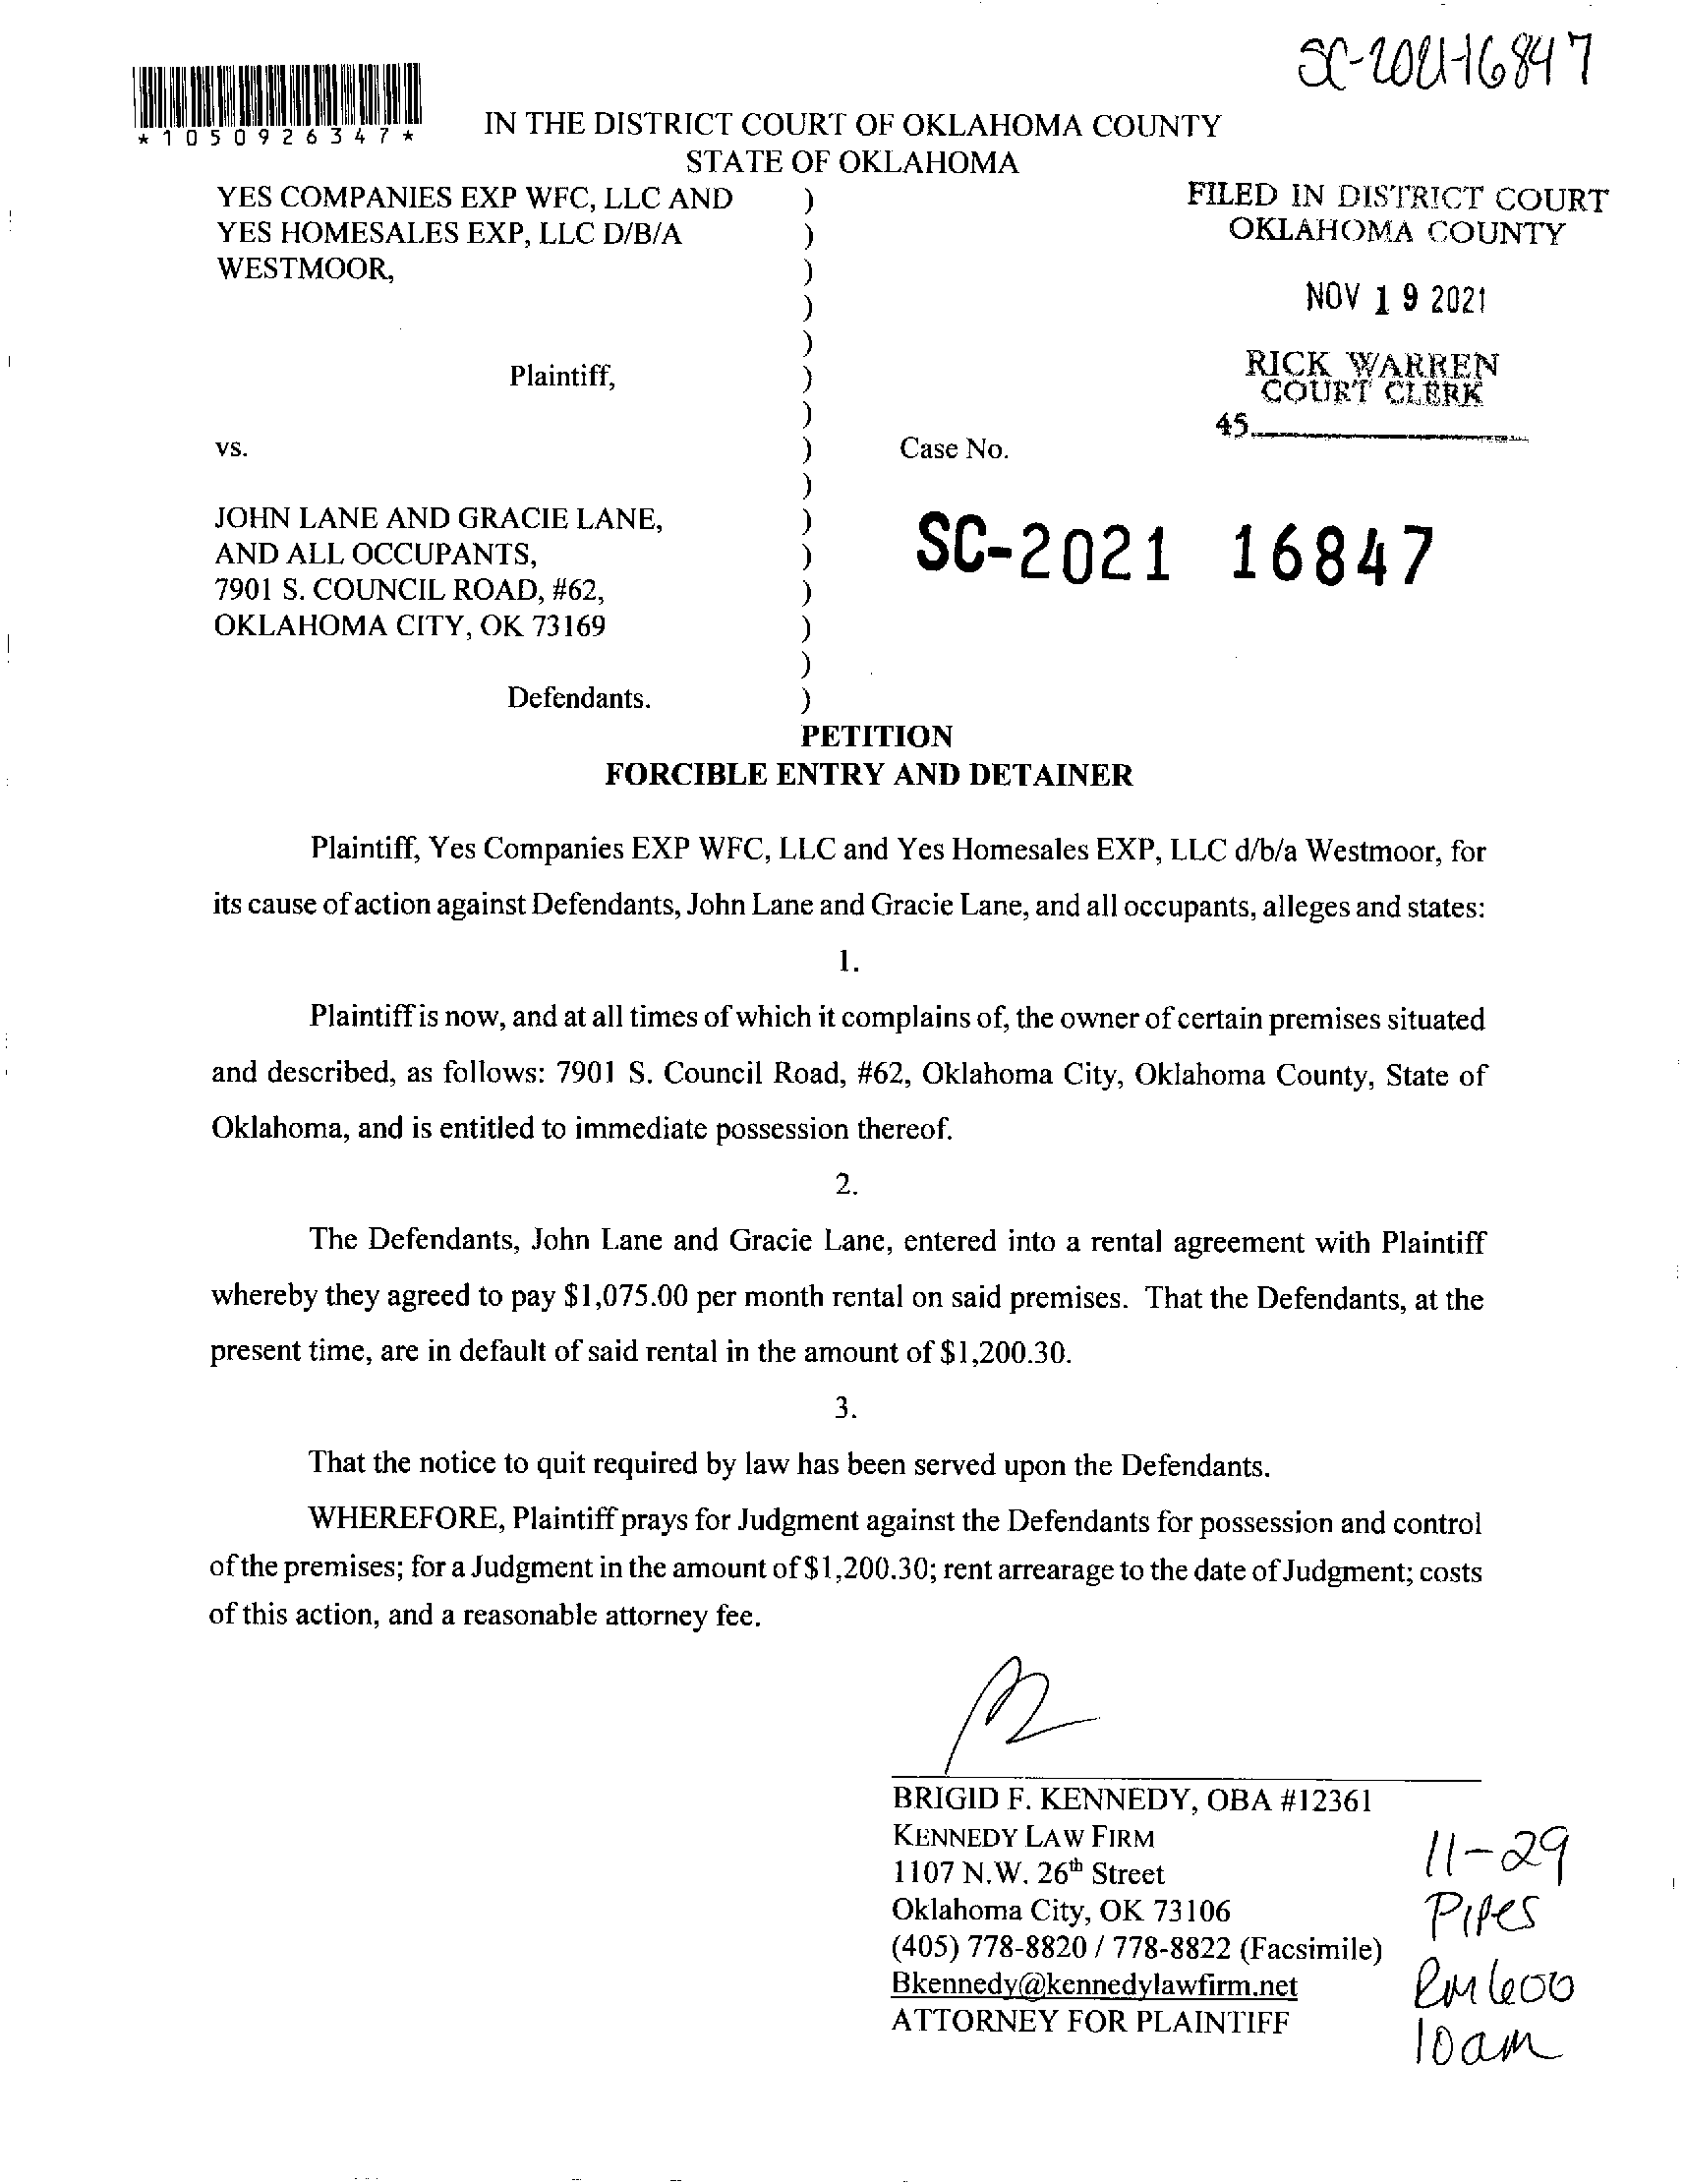 SC-2021-16847
*1050926347*
IN THE DISTRICT COURT OF OKLAHOMA COUNTY
STATE OF OKLAHOMA
YES COMPANIES EXP WFC, LLC AND )
YES HOMESALES EXP, LLC D/B/A )
WESTMOOR, )
)
)
Plaintiff, )
)
vs. ) Case No.
)
JOHN LANE AND GRACIE LANE, )
AND ALL OCCUPANTS, )
7901 S. COUNCIL ROAD, #62, )
OKLAHOMA CITY, OK 73169 )
)
Defendants. )
FILED IN DISTRICT COURT
OKLAHOMA COUNTY
NOV 19 2021
RICK WARREN
COURT CLERK
45
SC-2021 16847
PETITION
FORCIBLE ENTRY AND DETAINER
Plaintiff, Yes Companies EXP WFC, LLC and Yes Homesales EXP, LLC d/b/a Westmoor, for
its cause of action against Defendants, John Lane and Gracie Lane, and all occupants, alleges and states:
1.
Plaintiff is now, and at all times of which it complains of, the owner of certain premises situated
and described, as follows: 7901 S. Council Road, #62, Oklahoma City, Oklahoma County, State of
Oklahoma, and is entitled to immediate possession thereof.
2.
The Defendants, John Lane and Gracie Lane, entered into a rental agreement with Plaintiff
whereby they agreed to pay $1,075.00 per month rental on said premises. That the Defendants, at the
present time, are in default of said rental in the amount of $1,200.30.
3.
That the notice to quit required by law has been served upon the Defendants.
WHEREFORE, Plaintiff prays for Judgment against the Defendants for possession and control
of the premises; for a Judgment in the amount of $1,200.30; rent arrearage to the date of Judgment; costs
of this action, and a reasonable attorney fee.
BRIGID F. KENNEDY, OBA #12361
KENNEDY LAW FIRM
1107 N.W. 26th Street
Oklahoma City, OK 73106
(405) 778-8820 / 778-8822 (Facsimile)
Bkennedy@kennedylawfirm.net
ATTORNEY FOR PLAINTIFF
11-29
Pipes
Rm 600
10am